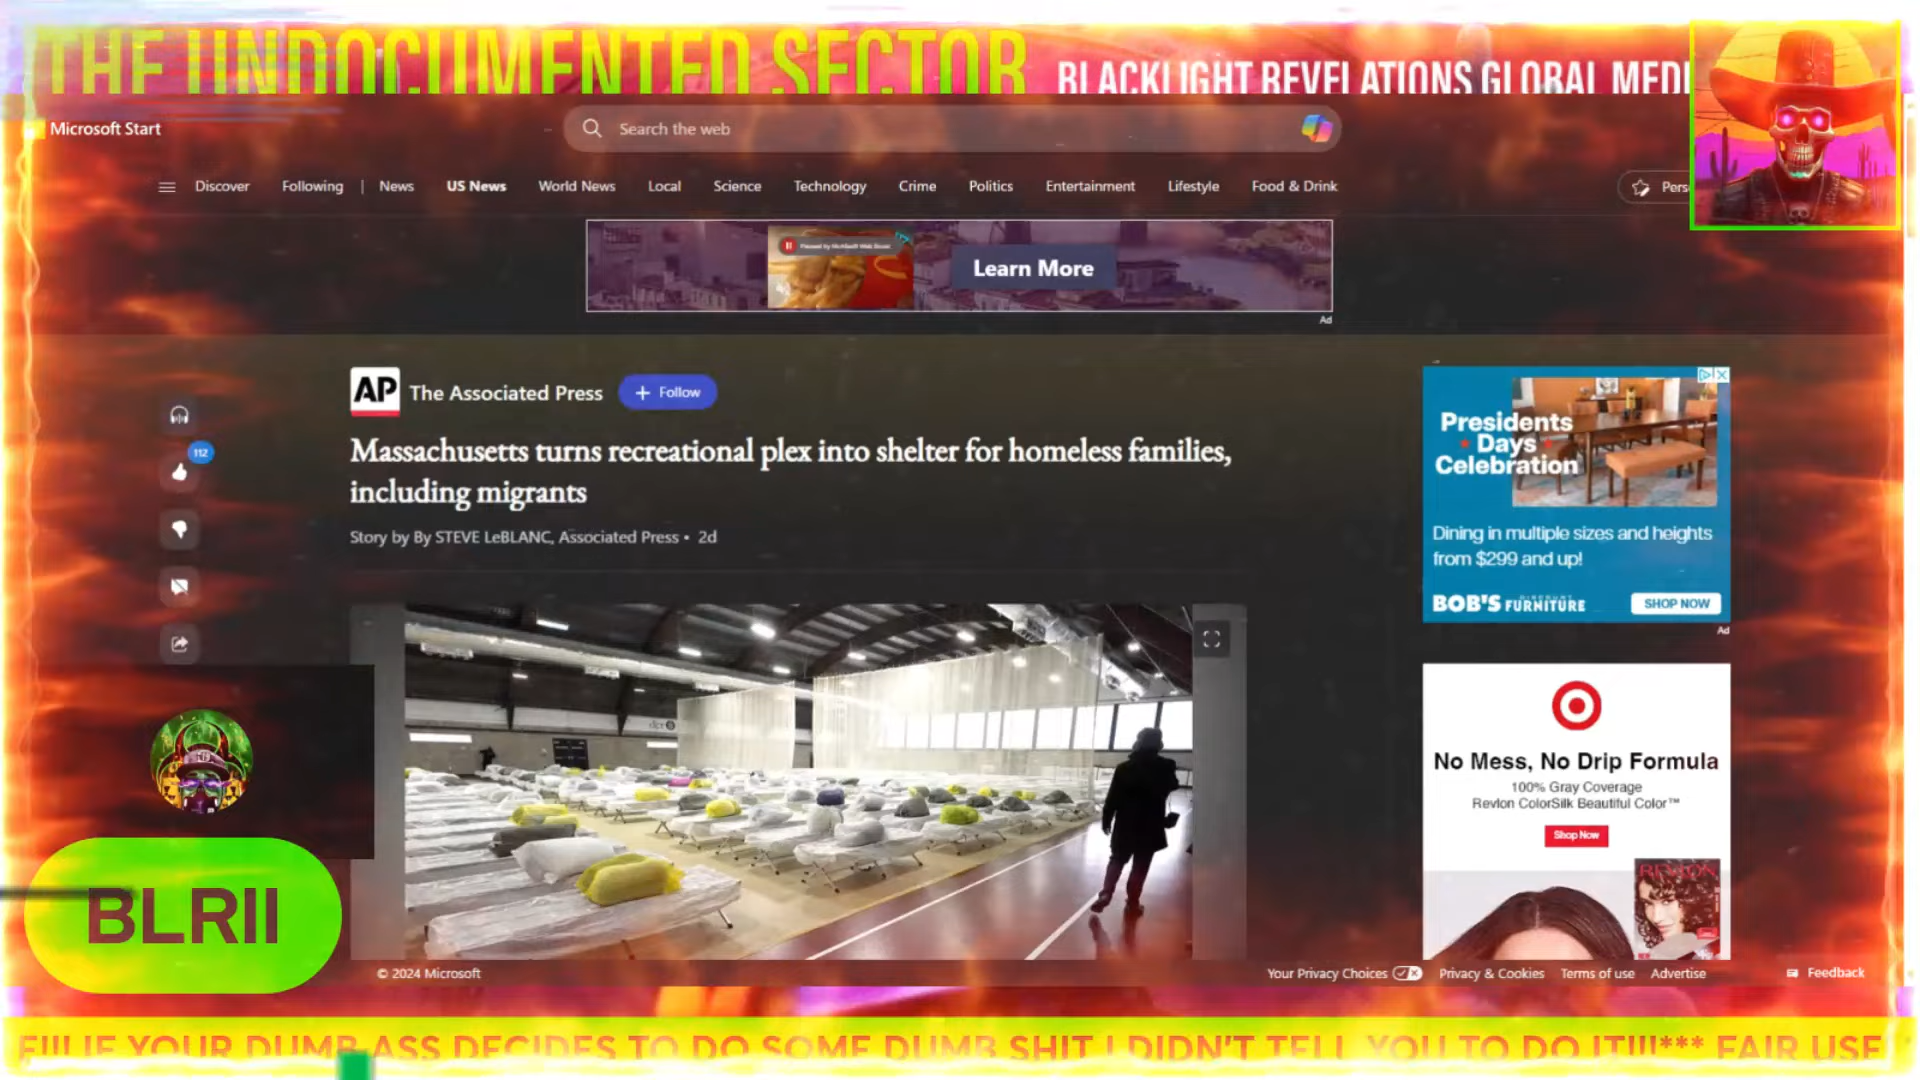 THE UNDOCUMENTED SECTOR
BLACKLIGHT REVELATIONS GLOBAL MEDI
Microsoft Start
Search the web
Discover
Following
News
US News
World News
Local
Science
Technology
Crime
Politics
Entertainment
Lifestyle
Food & Drink
Pers
Learn More
Ad
AP
The Associated Press
+ Follow
112
Massachusetts turns recreational plex into shelter for homeless families,
including migrants
Story by By STEVE LeBLANC, Associated Press • 2d
Presidents
Days
Celebration
Dining in multiple sizes and heights
from $299 and up!
BOB'S DISCOUNT FURNITURE
SHOP NOW
Ad
No Mess, No Drip Formula
100% Gray Coverage
Revlon ColorSilk Beautiful Color™
Shop Now
REVLON
BLRII
© 2024 Microsoft
Your Privacy Choices
Privacy & Cookies
Terms of use
Advertise
Feedback
IF YOUR DUMB ASS DECIDES TO DO SOME DUMB SHIT I DIDN'T TELL YOU TO DO IT!!!*** FAIR USE